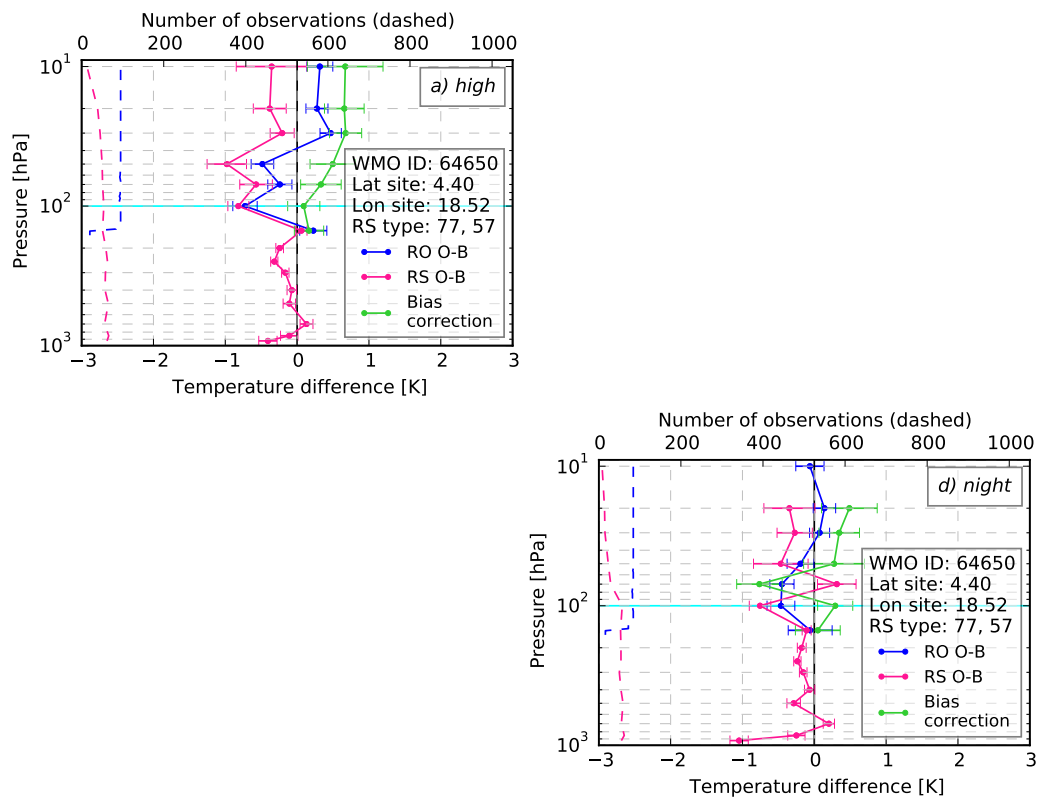 Number of observations (dashed)
0 200 400 600 800 1000
10¹
a) high
Pressure [hPa]
WMO ID: 64650
Lat site: 4.40
10²
Lon site: 18.52
RS type: 77, 57
RO O-B
RS O-B
Bias
correction
10³
−3 −2 −1 0 1 2 3
Temperature difference [K]
Number of observations (dashed)
0 200 400 600 800 1000
10¹
d) night
Pressure [hPa]
WMO ID: 64650
Lat site: 4.40
10²
Lon site: 18.52
RS type: 77, 57
RO O-B
RS O-B
Bias
correction
10³
−3 −2 −1 0 1 2 3
Temperature difference [K]